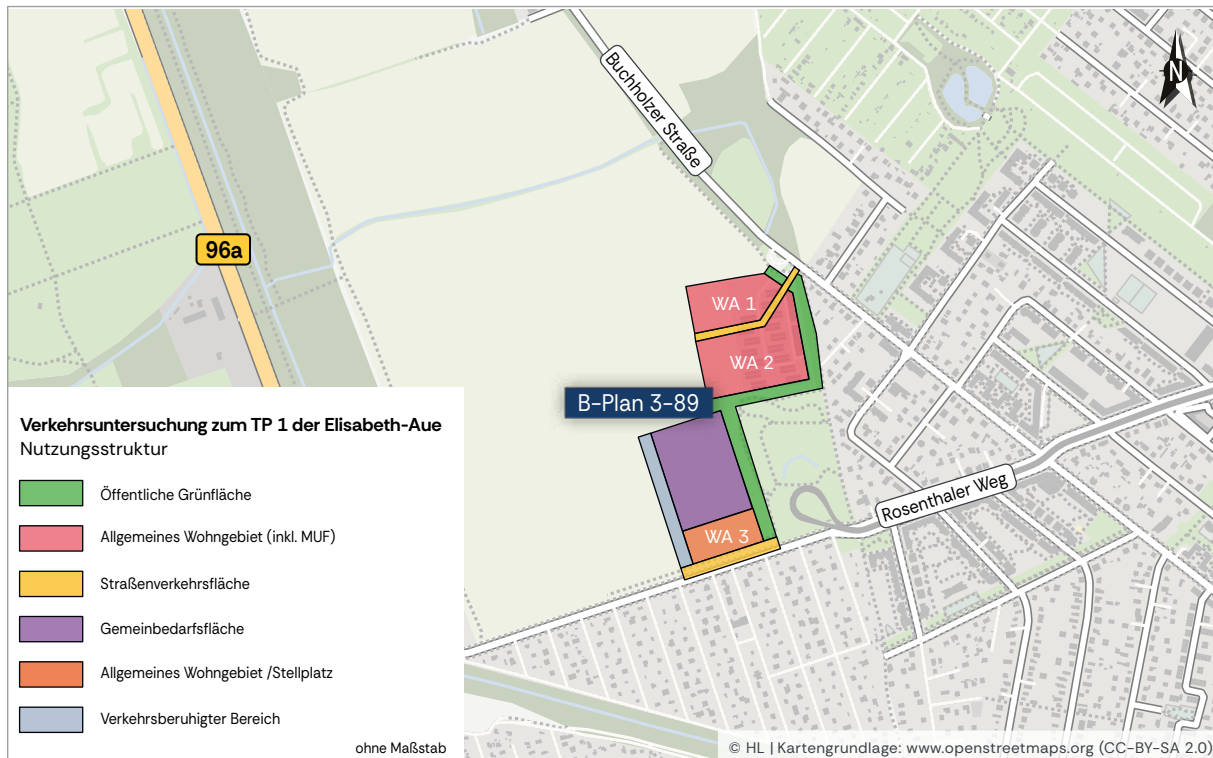 Buchholzer Straße
N
96a
WA 1
WA 2
B-Plan 3-89
Rosenthaler Weg
WA 3
Verkehrsuntersuchung zum TP 1 der Elisabeth-Aue
Nutzungsstruktur
Öffentliche Grünfläche
Allgemeines Wohngebiet (inkl. MUF)
Straßenverkehrsfläche
Gemeinbedarfsfläche
Allgemeines Wohngebiet /Stellplatz
Verkehrsberuhigter Bereich
ohne Maßstab
© HL | Kartengrundlage: www.openstreetmaps.org (CC-BY-SA 2.0)